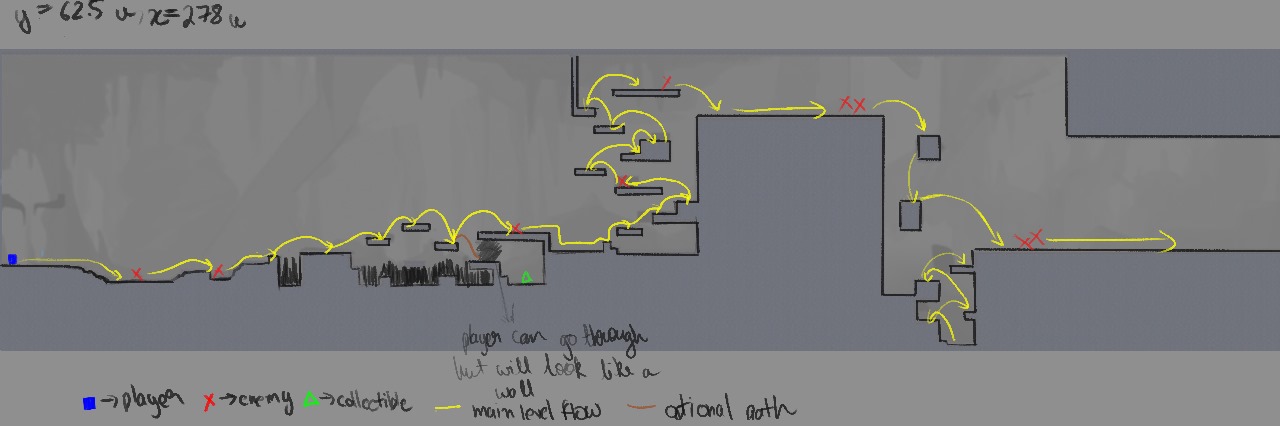 y = 62.5 u, x=278 u
player can go through
but will look like a
wall
→player
→enemy
→collectible
main level flow
optional path